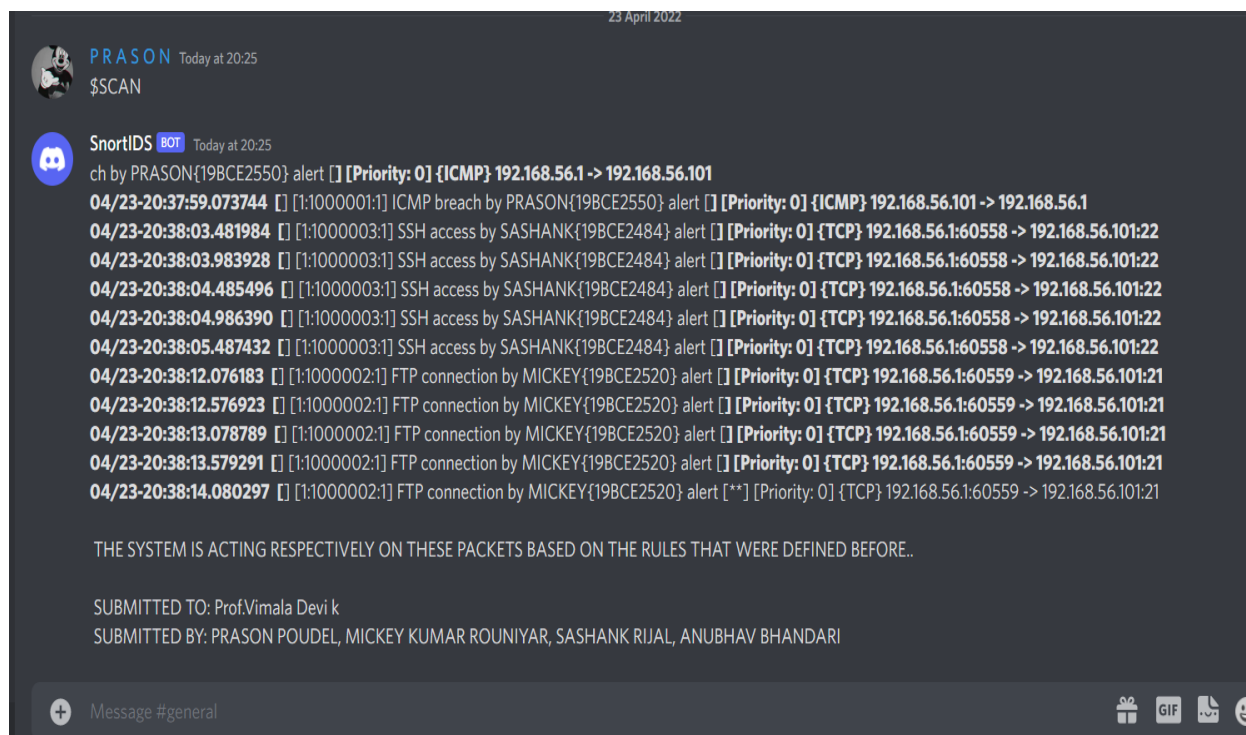 23 April 2022
P R A S O N Today at 20:25
$SCAN
SnortIDS BOT Today at 20:25
ch by PRASON{19BCE2550} alert [] [Priority: 0] {ICMP} 192.168.56.1 -> 192.168.56.101
04/23-20:37:59.073744 [] [1:1000001:1] ICMP breach by PRASON{19BCE2550} alert [] [Priority: 0] {ICMP} 192.168.56.101 -> 192.168.56.1
04/23-20:38:03.481984 [] [1:1000003:1] SSH access by SASHANK{19BCE2484} alert [] [Priority: 0] {TCP} 192.168.56.1:60558 -> 192.168.56.101:22
04/23-20:38:03.983928 [] [1:1000003:1] SSH access by SASHANK{19BCE2484} alert [] [Priority: 0] {TCP} 192.168.56.1:60558 -> 192.168.56.101:22
04/23-20:38:04.485496 [] [1:1000003:1] SSH access by SASHANK{19BCE2484} alert [] [Priority: 0] {TCP} 192.168.56.1:60558 -> 192.168.56.101:22
04/23-20:38:04.986390 [] [1:1000003:1] SSH access by SASHANK{19BCE2484} alert [] [Priority: 0] {TCP} 192.168.56.1:60558 -> 192.168.56.101:22
04/23-20:38:05.487432 [] [1:1000003:1] SSH access by SASHANK{19BCE2484} alert [] [Priority: 0] {TCP} 192.168.56.1:60558 -> 192.168.56.101:22
04/23-20:38:12.076183 [] [1:1000002:1] FTP connection by MICKEY{19BCE2520} alert [] [Priority: 0] {TCP} 192.168.56.1:60559 -> 192.168.56.101:21
04/23-20:38:12.576923 [] [1:1000002:1] FTP connection by MICKEY{19BCE2520} alert [] [Priority: 0] {TCP} 192.168.56.1:60559 -> 192.168.56.101:21
04/23-20:38:13.078789 [] [1:1000002:1] FTP connection by MICKEY{19BCE2520} alert [] [Priority: 0] {TCP} 192.168.56.1:60559 -> 192.168.56.101:21
04/23-20:38:13.579291 [] [1:1000002:1] FTP connection by MICKEY{19BCE2520} alert [] [Priority: 0] {TCP} 192.168.56.1:60559 -> 192.168.56.101:21
04/23-20:38:14.080297 [] [1:1000002:1] FTP connection by MICKEY{19BCE2520} alert [**] [Priority: 0] {TCP} 192.168.56.1:60559 -> 192.168.56.101:21
THE SYSTEM IS ACTING RESPECTIVELY ON THESE PACKETS BASED ON THE RULES THAT WERE DEFINED BEFORE..
SUBMITTED TO: Prof.Vimala Devi k
SUBMITTED BY: PRASON POUDEL, MICKEY KUMAR ROUNIYAR, SASHANK RIJAL, ANUBHAV BHANDARI
Message #general
GIF